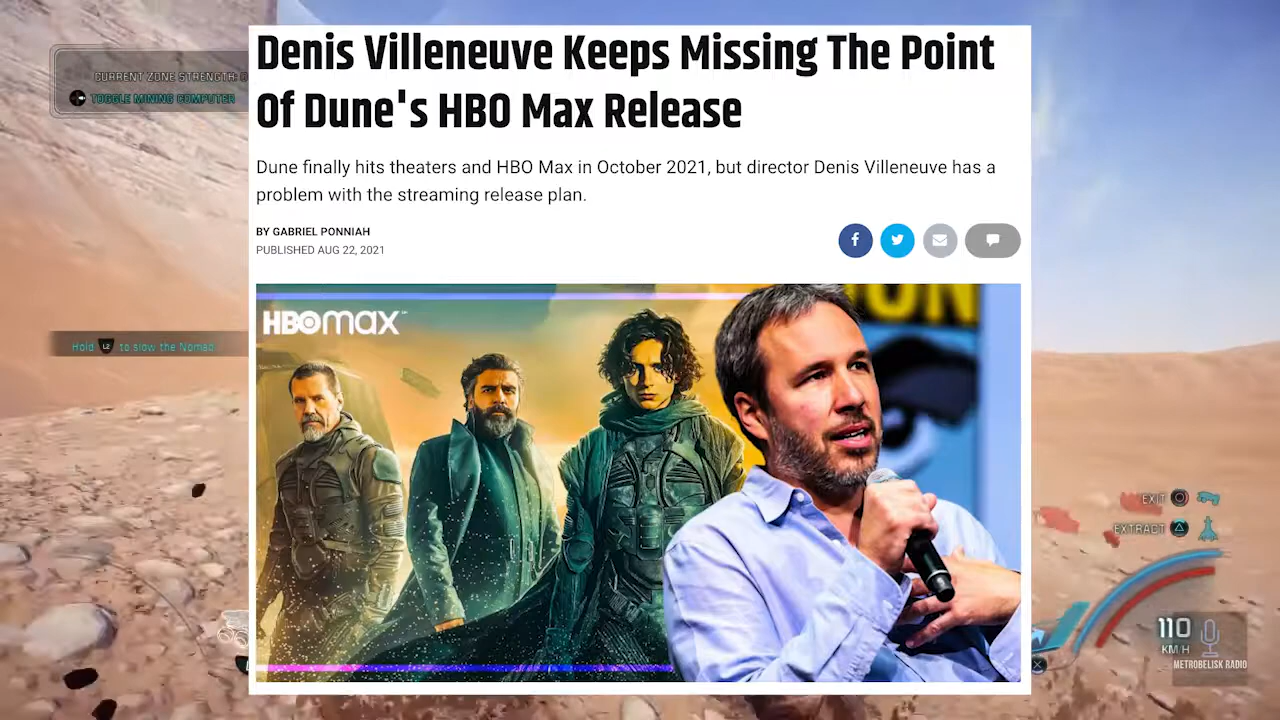 Denis Villeneuve Keeps Missing The Point
Of Dune's HBO Max Release
Dune finally hits theaters and HBO Max in October 2021, but director Denis Villeneuve has a
problem with the streaming release plan.
BY GABRIEL PONNIAH
PUBLISHED AUG 22, 2021
HBOmax
CURRENT ZONE STRENGTH:
TOGGLE MINING COMPUTER
Hold L2 to slow the Nomad
EXIT
EXTRACT
110
KM H
METROBELISK RADIO